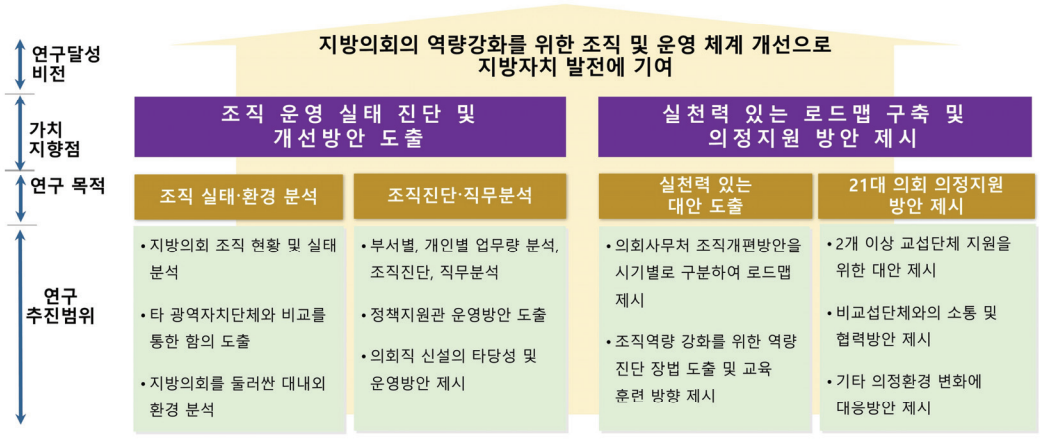 지방의회의 역량강화를 위한 조직 및 운영 체계 개선으로
지방자치 발전에 기여
연구달성
비전
가치
지향점
조직 운영 실태 진단 및
개선방안 도출
실천력 있는 로드맵 구축 및
의정지원 방안 제시
연구 목적
조직 실태·환경 분석
조직진단·직무분석
실천력 있는
대안 도출
21대 의회 의정지원
방안 제시
연구
추진범위
• 지방의회 조직 현황 및 실태
분석
• 타 광역자치단체와 비교를
통한 함의 도출
• 지방의회를 둘러싼 대내외
환경 분석
• 부서별, 개인별 업무량 분석,
조직진단, 직무분석
• 정책지원관 운영방안 도출
• 의회직 신설의 타당성 및
운영방안 제시
• 의회사무처 조직개편방안을
시기별로 구분하여 로드맵
제시
• 조직역량 강화를 위한 역량
진단 장법 도출 및 교육
훈련 방향 제시
• 2개 이상 교섭단체 지원을
위한 대안 제시
• 비교섭단체와의 소통 및
협력방안 제시
• 기타 의정환경 변화에
대응방안 제시